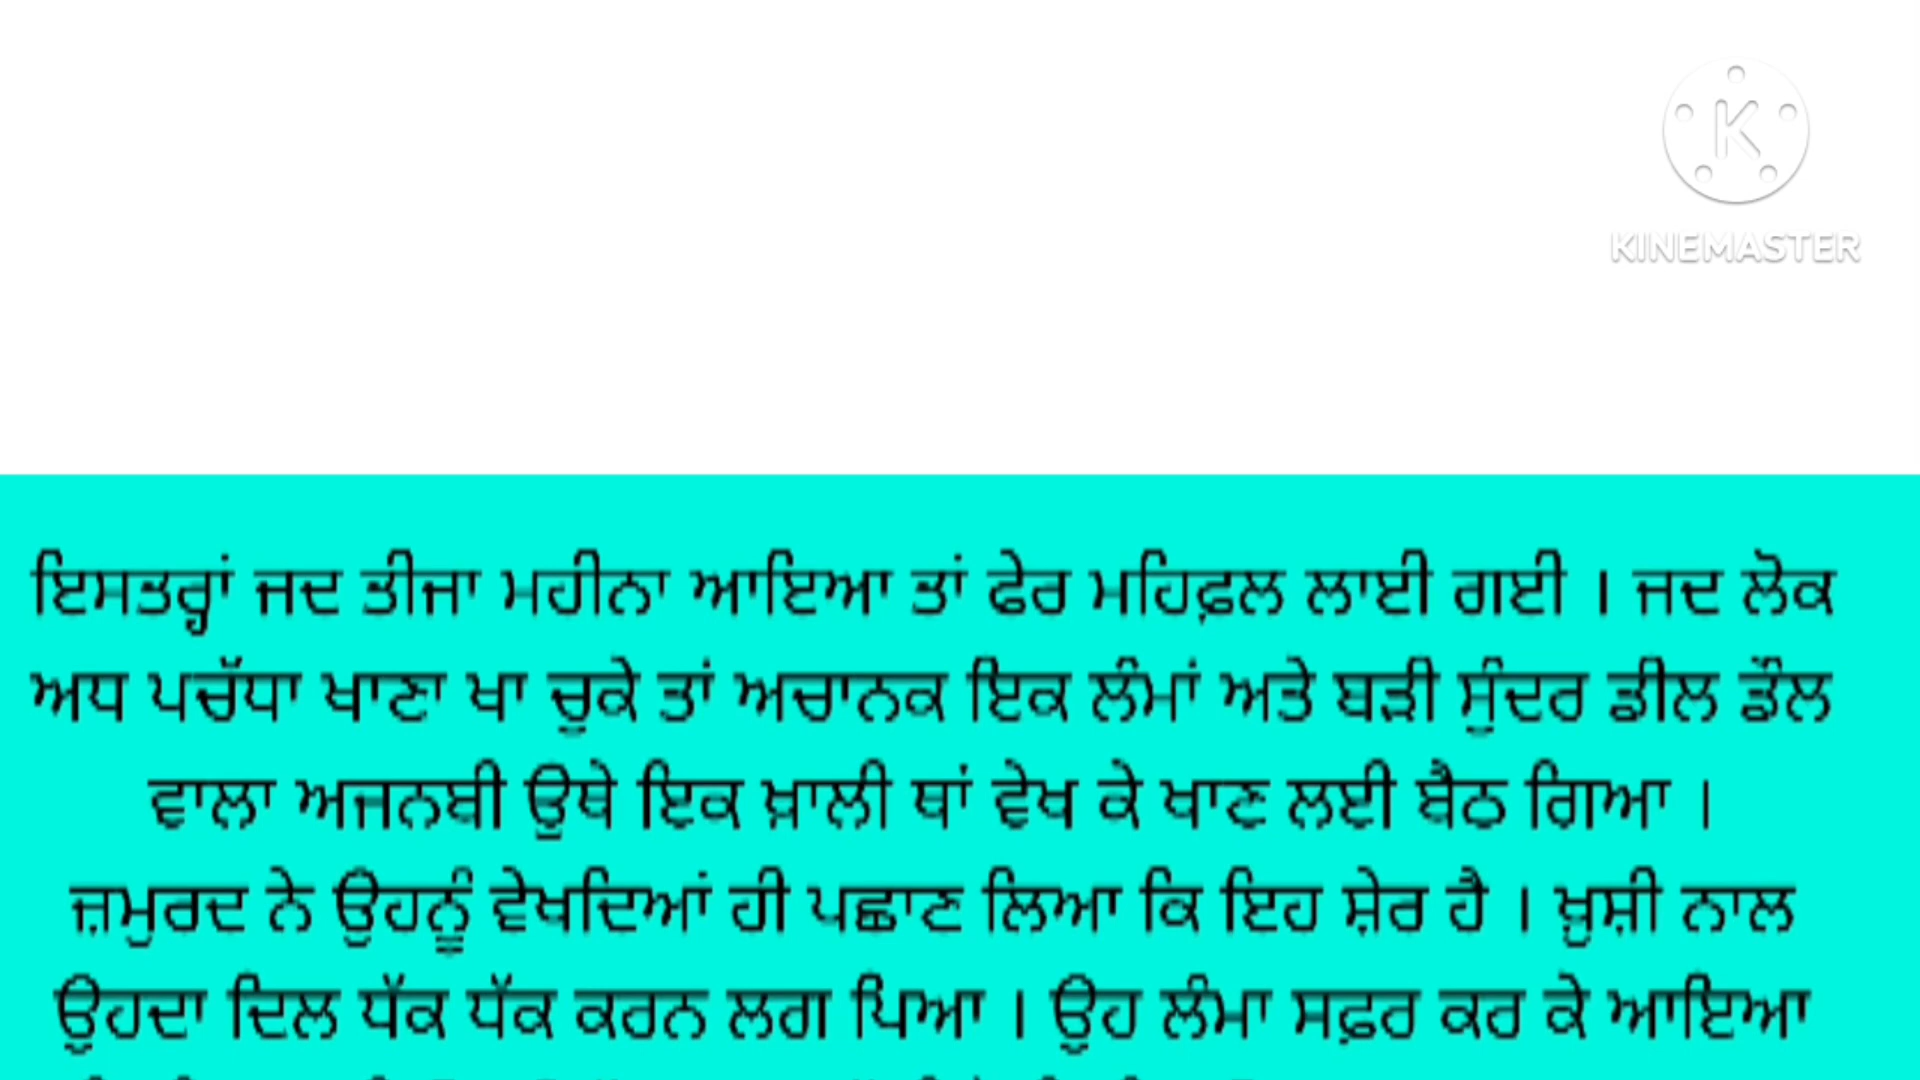 KINEMASTER
ਇਸਤਰ੍ਹਾਂ ਜਦ ਤੀਜਾ ਮਹੀਨਾ ਆਇਆ ਤਾਂ ਫੇਰ ਮਹਿਫ਼ਲ ਲਾਈ ਗਈ । ਜਦ ਲੋਕ
ਅਧ ਪਚੱਧਾ ਖਾਣਾ ਖਾ ਚੁਕੇ ਤਾਂ ਅਚਾਨਕ ਇਕ ਲੰਮਾਂ ਅਤੇ ਬੜੀ ਸੁੰਦਰ ਡੀਲ ਡੌਲ
ਵਾਲਾ ਅਜਨਬੀ ਉਥੇ ਇਕ ਖ਼ਾਲੀ ਥਾਂ ਵੇਖ ਕੇ ਖਾਣ ਲਈ ਬੈਠ ਗਿਆ ।
ਜ਼ਮੁਰਦ ਨੇ ਉਹਨੂੰ ਵੇਖਦਿਆਂ ਹੀ ਪਛਾਣ ਲਿਆ ਕਿ ਇਹ ਸ਼ੇਰ ਹੈ । ਖ਼ੁਸ਼ੀ ਨਾਲ
ਉਹਦਾ ਦਿਲ ਧੱਕ ਧੱਕ ਕਰਨ ਲਗ ਪਿਆ । ਉਹ ਲੰਮਾ ਸਫ਼ਰ ਕਰ ਕੇ ਆਇਆ